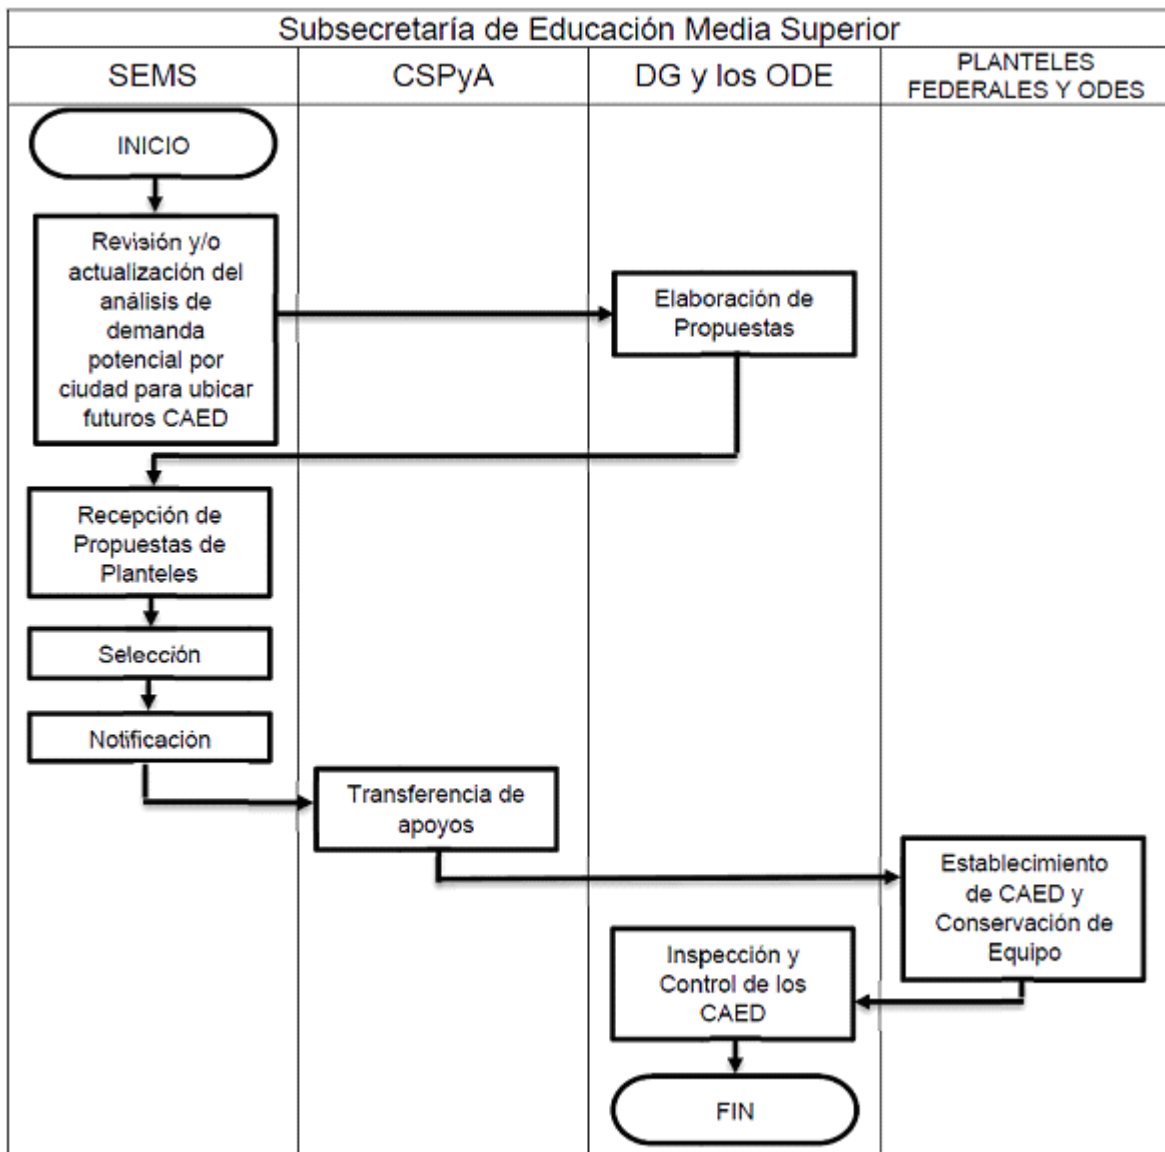 Subsecretaría de Educación Media Superior
SEMS
CSPyA
DG y los ODE
PLANTELES
FEDERALES Y ODES
INICIO
Revisión y/o
actualización del
análisis de
demanda
potencial por
ciudad para ubicar
futuros CAED
Elaboración de
Propuestas
Recepción de
Propuestas de
Planteles
Selección
Notificación
Transferencia de
apoyos
Establecimiento
de CAED y
Conservación de
Equipo
Inspección y
Control de los
CAED
FIN